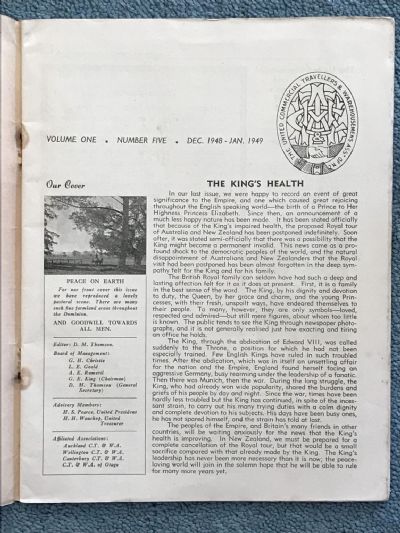 THE UNITED COMMERCIAL TRAVELLERS & WAREHOUSEMEN ASS. OF N.Z.
VOLUME ONE • NUMBER FIVE • DEC. 1948 - JAN. 1949
Our Cover
PEACE ON EARTH
For our front cover this issue
we have reproduced a lovely
pastoral scene. There are many
such fine farmland areas throughout
the Dominion.
AND GOODWILL TOWARDS
ALL MEN.
Editor: D. M. Thomson.
Board of Management:
G. H. Christie
L. E. Goold
A. E.
G. E. King (Chairman)
D. M. Thomson (General
Secretary)
Advisory Members:
H. S. Pearce, United President
H. H. Wauchop, United
Treasurer
Affiliated Associations:
Auckland C.T. & W.A.
Wellington C.T. & W.A.
Canterbury C.T. & W.A.
C.T. & W.A. of Otago
THE KING'S HEALTH
In our last issue, we were happy to record an event of great
significance to the Empire, and one which caused great rejoicing
throughout the English speaking world—the birth of a Prince to Her
Highness Princess Elizabeth. Since then, an announcement of a
much less happy nature has been made. It has been stated officially
that because of the King's impaired health, the proposed Royal tour
of Australia and New Zealand has been postponed indefinitely. Soon
after, it was stated semi-officially that there was a possibility that the
King might become a permanent invalid. This news came as a pro-
found shock to the democratic peoples of the world, and the natural
disappointment of Australians and New Zealanders that the Royal
visit had been postponed has been almost forgotten in the deep sym-
pathy felt for the King and for his family.
The British Royal family can seldom have had such a deep and
lasting affection felt for it as it does at present. First, it is a family
in the best sense of the word. The King, by his dignity and devotion
to duty, the Queen, by her grace and charm, and the young Prin-
cesses, with their fresh, unspoilt ways, have endeared themselves to
their people. To many, however, they are only symbols—loved,
respected and admired—but still mere figures, about whom too little
is known. The public tends to see the King through newspaper photo-
graphs, and it is not generally realised just how exacting and tiring
an office he holds.
The King, through the abdication of Edward VIII, was called
suddenly to the Throne, a position for which he had not been
especially trained. Few English Kings have ruled in such troubled
times. After the abdication, which was in itself an unsettling affair
for the nation and the Empire, England found herself facing an
aggressive Germany, busy rearming under the leadership of a fanatic.
Then there was Munich, then the war. During the long struggle, the
King, who had already won wide popularity, shared the burdens and
griefs of his people by day and night. Since the war, times have been
hardly less troubled but the King has continued, in spite of the inces-
sant strain, to carry out his many trying duties with a calm dignity
and complete devotion to his subjects. His days have been busy ones,
he has not spared himself, and the strain has told at last.
The peoples of the Empire, and Britain's many friends in other
countries, will be waiting anxiously for the news that the King's
health is improving. In New Zealand, we must be prepared for a
complete cancellation of the Royal tour, but that would be a small
sacrifice compared with that already made by the King. The King's
leadership has never been more necessary than it is now; the peace-
loving world will join in the solemn hope that he will be able to rule
for many more years yet.